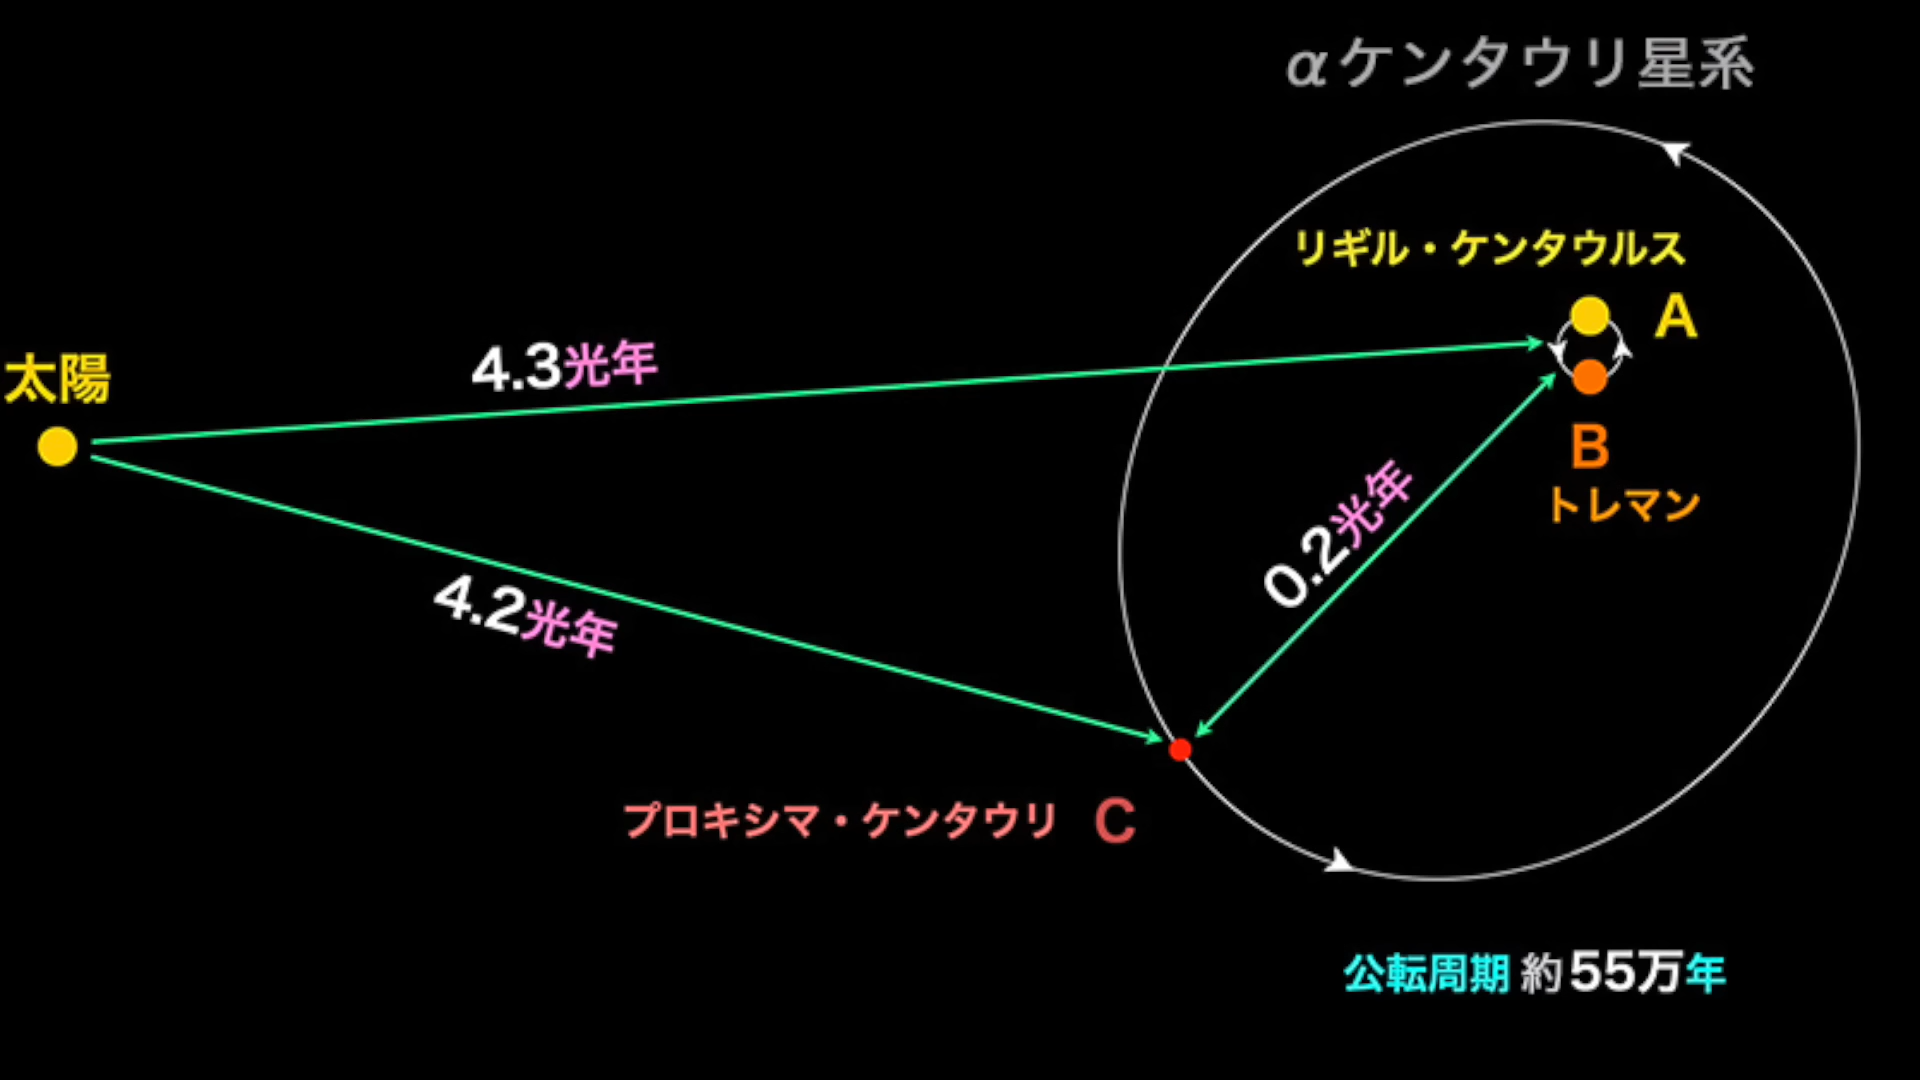 αケンタウリ星系
リギル・ケンタウルス
A
太陽
4.3光年
B
トレマン
0.2光年
4.2光年
プロキシマ・ケンタウリ C
公転周期 約55万年